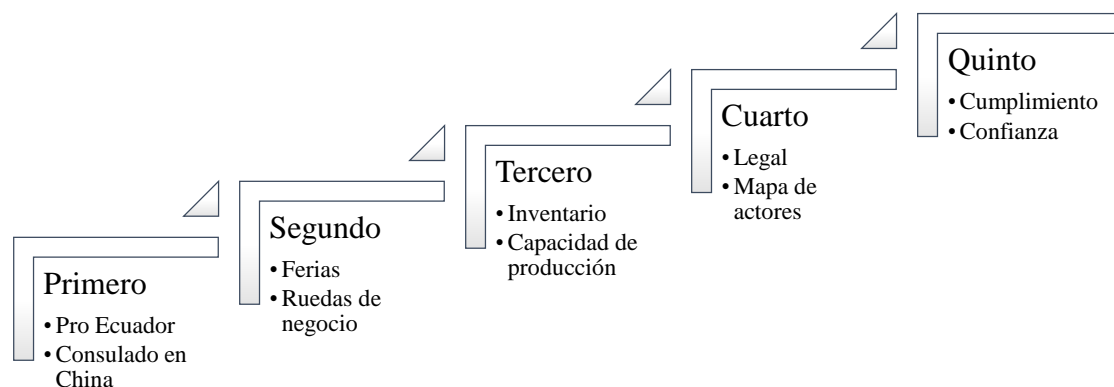 Primero
• Pro Ecuador
• Consulado en
China
Segundo
• Ferias
• Ruedas de
negocio
Tercero
• Inventario
• Capacidad de
producción
Cuarto
• Legal
• Mapa de
actores
Quinto
• Cumplimiento
• Confianza